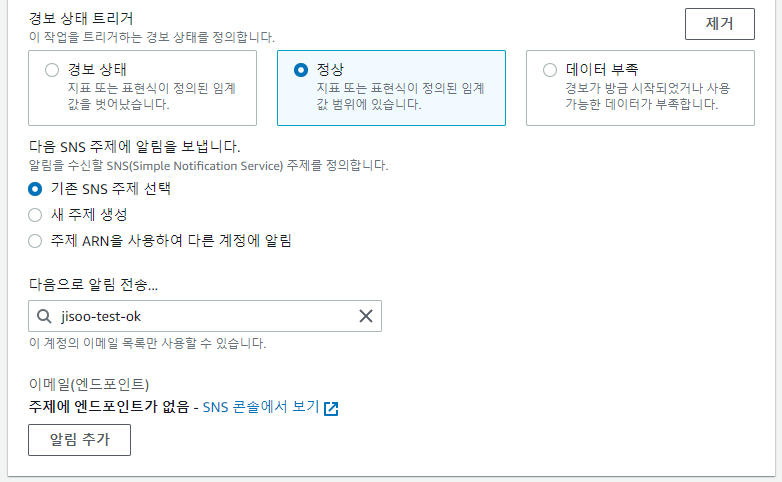 경보 상태 트리거
이 작업을 트리거하는 경보 상태를 정의합니다.
제거
경보 상태
지표 또는 표현식이 정의된 임계
값을 벗어났습니다.
정상
지표 또는 표현식이 정의된 임계
값 범위에 있습니다.
데이터 부족
경보가 방금 시작되었거나 사용
가능한 데이터가 부족합니다.
다음 SNS 주제에 알림을 보냅니다.
알림을 수신할 SNS(Simple Notification Service) 주제를 정의합니다.
기존 SNS 주제 선택
새 주제 생성
주제 ARN을 사용하여 다른 계정에 알림
다음으로 알림 전송...
jisoo-test-ok
이 계정의 이메일 목록만 사용할 수 있습니다.
이메일(엔드포인트)
주제에 엔드포인트가 없음 - SNS 콘솔에서 보기
알림 추가